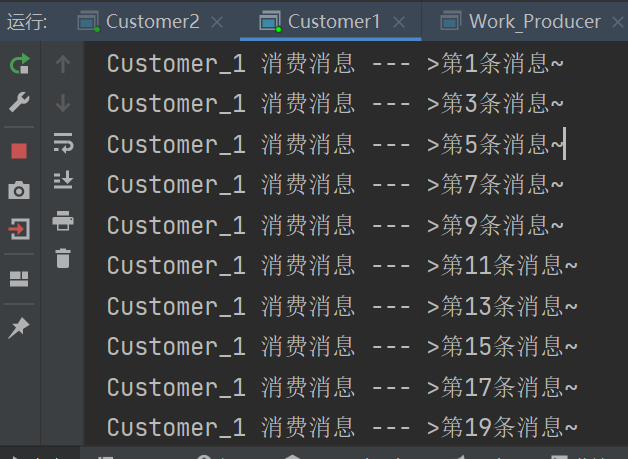 运行: Customer2 Customer1 Work_Producer
Customer_1 消费消息 --- >第1条消息~
Customer_1 消费消息 --- >第3条消息~
Customer_1 消费消息 --- >第5条消息~
Customer_1 消费消息 --- >第7条消息~
Customer_1 消费消息 --- >第9条消息~
Customer_1 消费消息 --- >第11条消息~
Customer_1 消费消息 --- >第13条消息~
Customer_1 消费消息 --- >第15条消息~
Customer_1 消费消息 --- >第17条消息~
Customer_1 消费消息 --- >第19条消息~